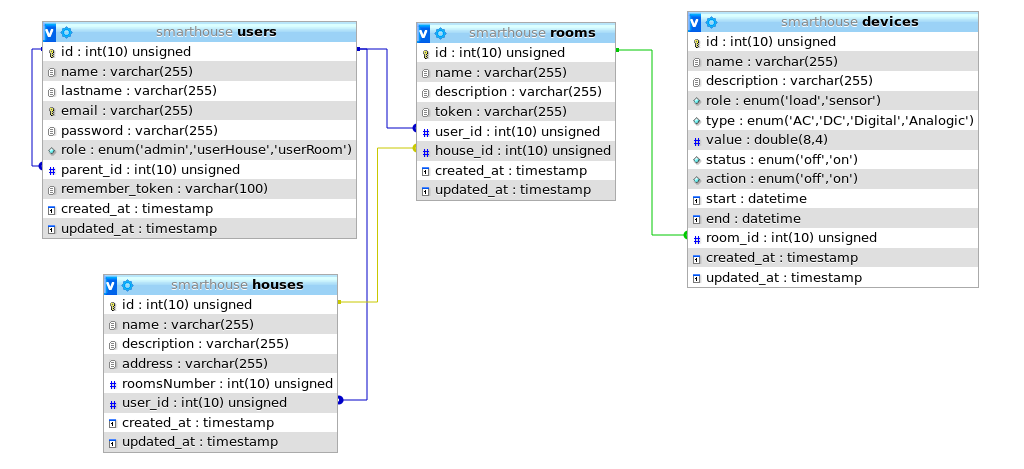 smarthouse users
id : int(10) unsigned
name : varchar(255)
lastname : varchar(255)
email : varchar(255)
password : varchar(255)
role : enum('admin','userHouse','userRoom')
parent_id : int(10) unsigned
remember_token : varchar(100)
created_at : timestamp
updated_at : timestamp
smarthouse rooms
id : int(10) unsigned
name : varchar(255)
description : varchar(255)
token : varchar(255)
user_id : int(10) unsigned
house_id : int(10) unsigned
created_at : timestamp
updated_at : timestamp
smarthouse devices
id : int(10) unsigned
name : varchar(255)
description : varchar(255)
role : enum('load','sensor')
type : enum('AC','DC','Digital','Analogic')
value : double(8,4)
status : enum('off','on')
action : enum('off','on')
start : datetime
end : datetime
room_id : int(10) unsigned
created_at : timestamp
updated_at : timestamp
smarthouse houses
id : int(10) unsigned
name : varchar(255)
description : varchar(255)
address : varchar(255)
roomsNumber : int(10) unsigned
user_id : int(10) unsigned
created_at : timestamp
updated_at : timestamp